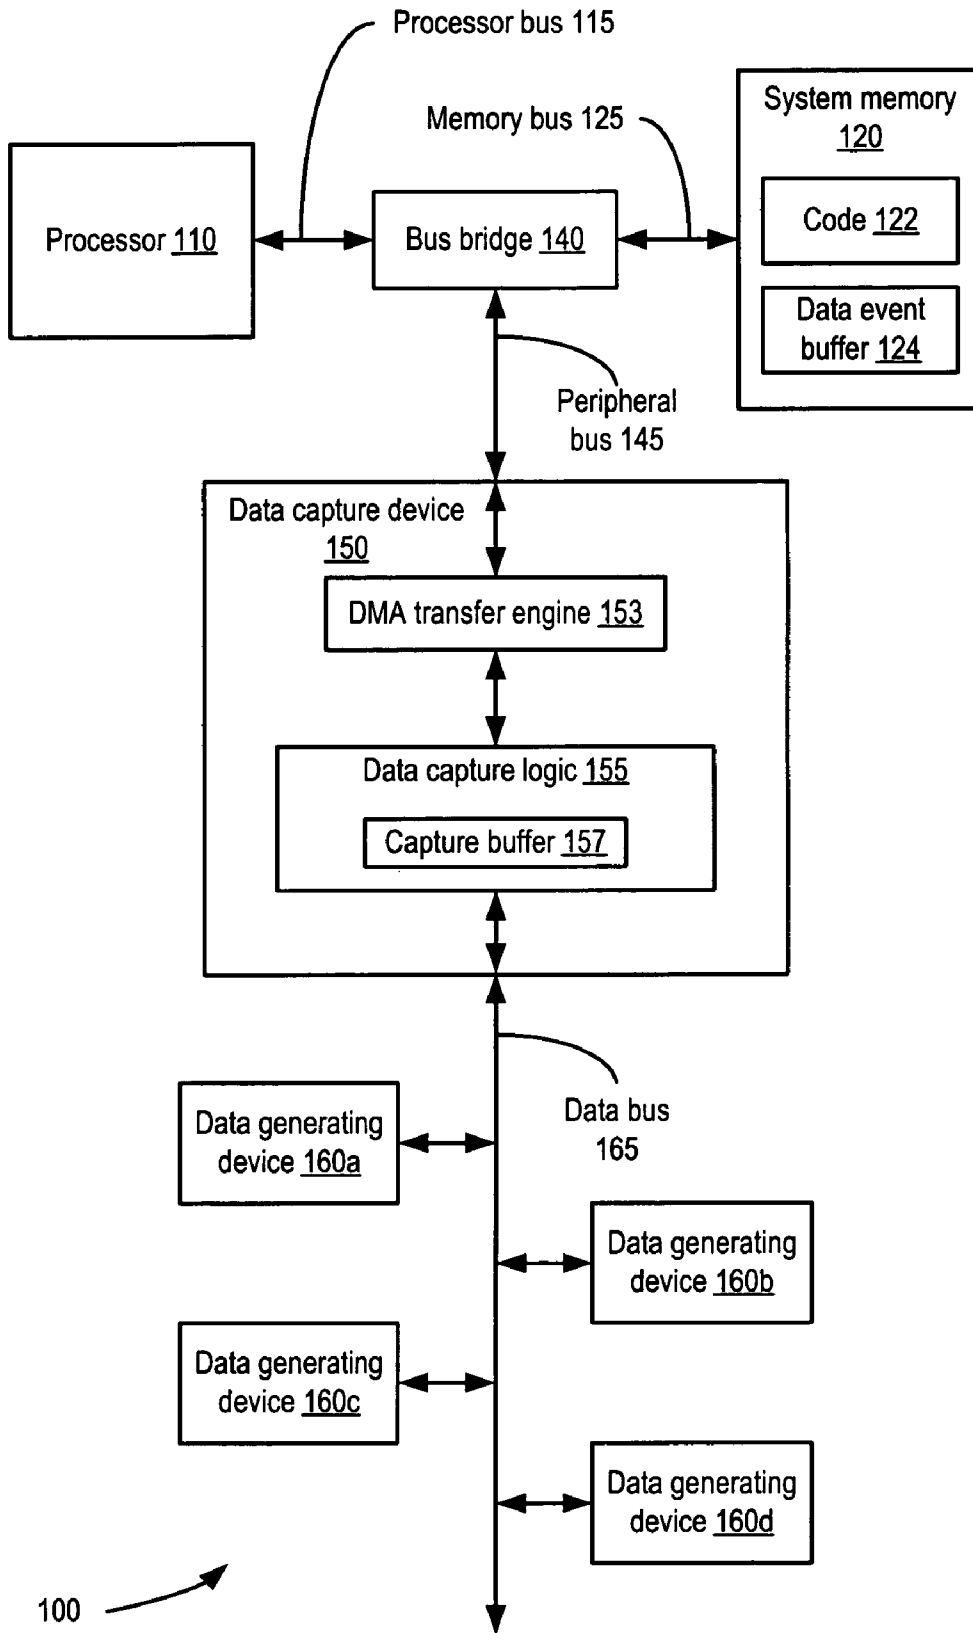 Processor bus 115
Memory bus 125
System memory
120
Processor 110
Bus bridge 140
Code 122
Data event
buffer 124
Peripheral
bus 145
Data capture device
150
DMA transfer engine 153
Data capture logic 155
Capture buffer 157
Data generating
device 160a
Data bus
165
Data generating
device 160b
Data generating
device 160c
Data generating
device 160d
100